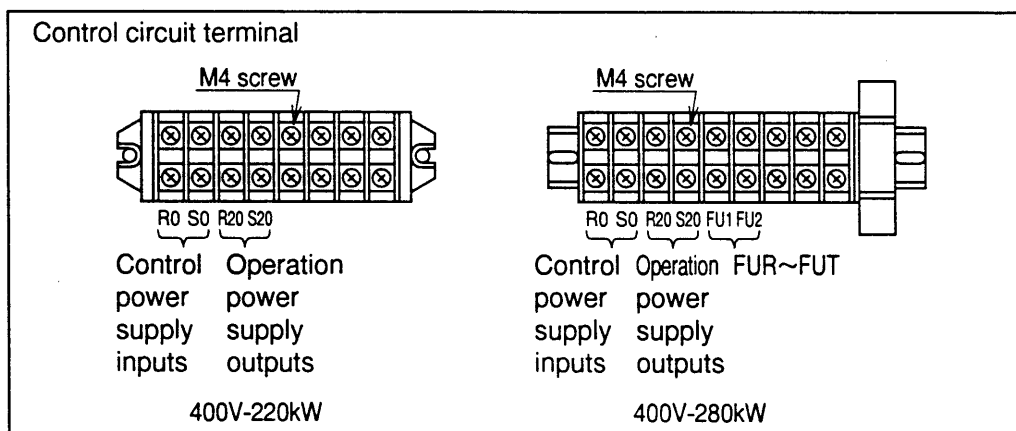 Control circuit terminal
M4 screw
R0 S0 R20 S20
Control Operation
power power
supply supply
inputs outputs
400V-220kW
M4 screw
R0 S0 R20 S20 FU1 FU2
Control Operation FUR~FUT
power power
supply supply
inputs outputs
400V-280kW